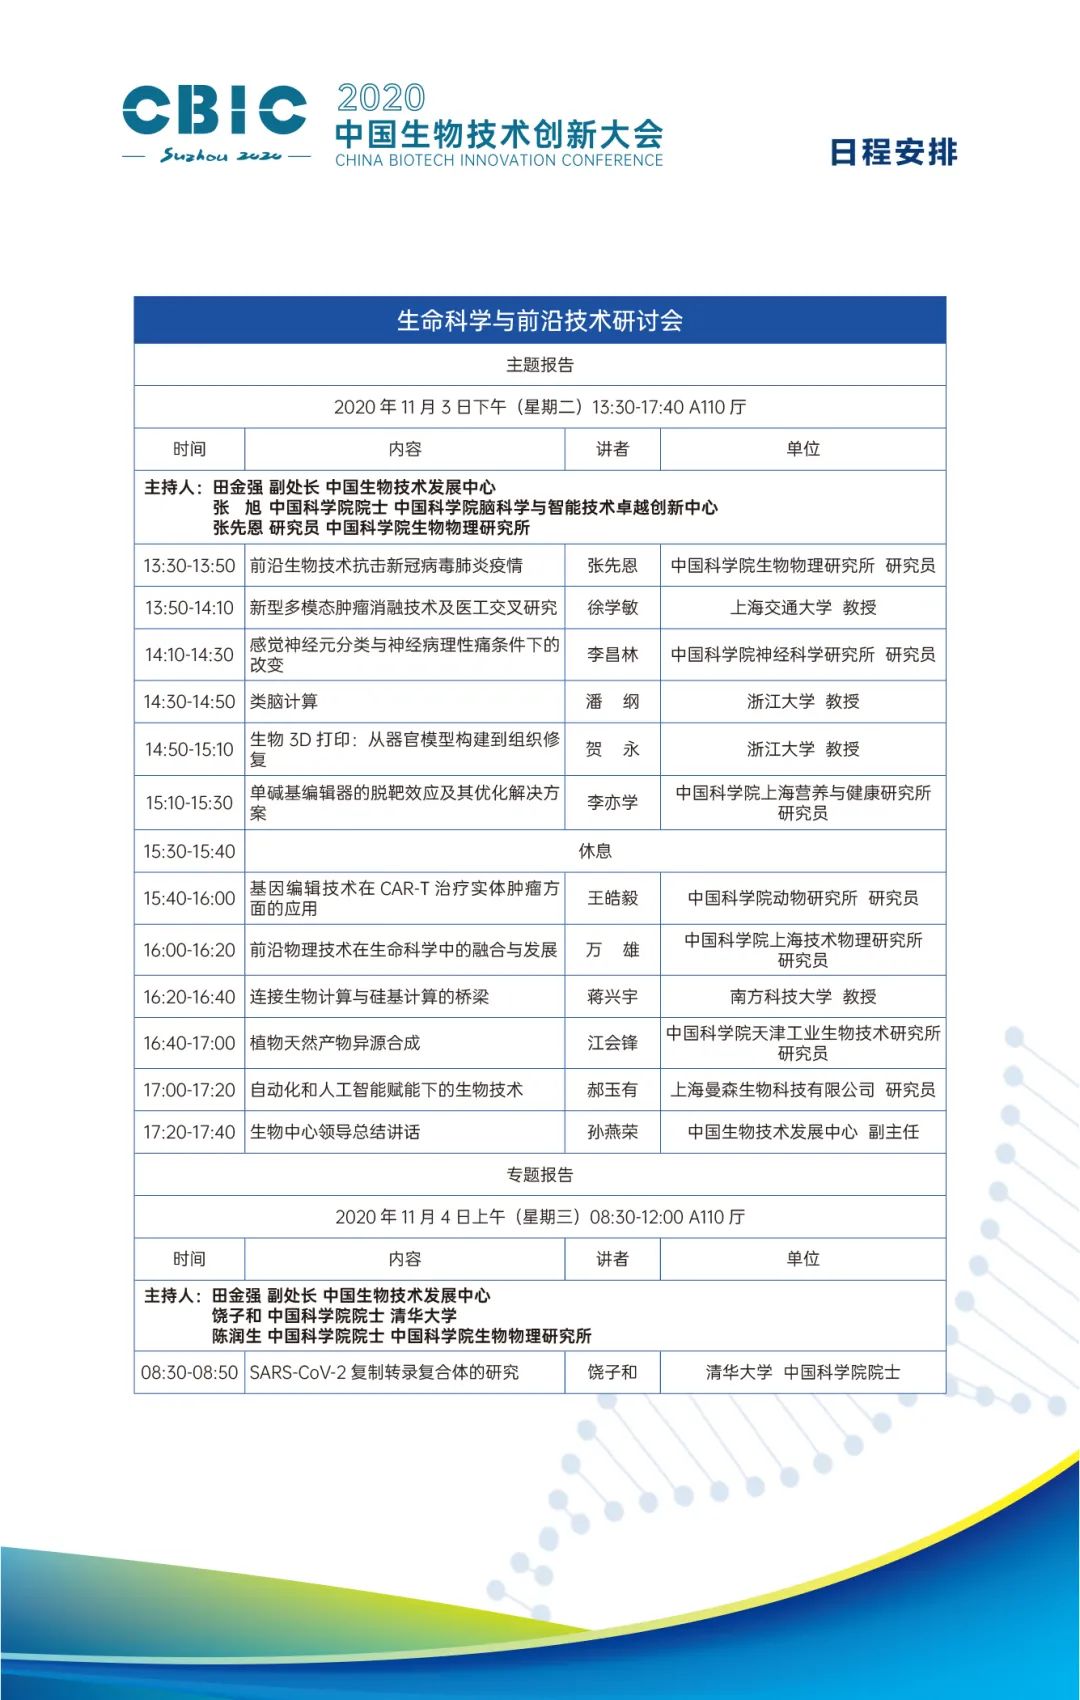 CBIC
Suzhou 2020
2020
中国生物技术创新大会
CHINA BIOTECH INNOVATION CONFERENCE
日程安排
生命科学与前沿技术研讨会
主题报告
2020 年 11 月 3 日下午（星期二）13:30-17:40 A110 厅
时间 内容 讲者 单位
主持人：田金强 副处长 中国生物技术发展中心
张 旭 中国科学院院士 中国科学院脑科学与智能技术卓越创新中心
张先恩 研究员 中国科学院生物物理研究所
13:30-13:50 前沿生物技术抗击新冠病毒肺炎疫情 张先恩 中国科学院生物物理研究所 研究员
13:50-14:10 新型多模态肿瘤消融技术及医工交叉研究 徐学敏 上海交通大学 教授
14:10-14:30 感觉神经元分类与神经病理性痛条件下的
改变 李昌林 中国科学院神经科学研究所 研究员
14:30-14:50 类脑计算 潘 纲 浙江大学 教授
14:50-15:10 生物 3D 打印：从器官模型构建到组织修
复 贺 永 浙江大学 教授
15:10-15:30 单碱基编辑器的脱靶效应及其优化解决方
案 李亦学 中国科学院上海营养与健康研究所
研究员
15:30-15:40 休息
15:40-16:00 基因编辑技术在 CAR-T 治疗实体肿瘤方
面的应用 王皓毅 中国科学院动物研究所 研究员
16:00-16:20 前沿物理技术在生命科学中的融合与发展 万 雄 中国科学院上海技术物理研究所
研究员
16:20-16:40 连接生物计算与硅基计算的桥梁 蒋兴宇 南方科技大学 教授
16:40-17:00 植物天然产物异源合成 江会锋 中国科学院天津工业生物技术研究所
研究员
17:00-17:20 自动化和人工智能赋能下的生物技术 郝玉有 上海曼森生物科技有限公司 研究员
17:20-17:40 生物中心领导总结讲话 孙燕荣 中国生物技术发展中心 副主任
专题报告
2020 年 11 月 4 日上午（星期三）08:30-12:00 A110 厅
时间 内容 讲者 单位
主持人：田金强 副处长 中国生物技术发展中心
饶子和 中国科学院院士 清华大学
陈润生 中国科学院院士 中国科学院生物物理研究所
08:30-08:50 SARS-CoV-2 复制转录复合体的研究 饶子和 清华大学 中国科学院院士